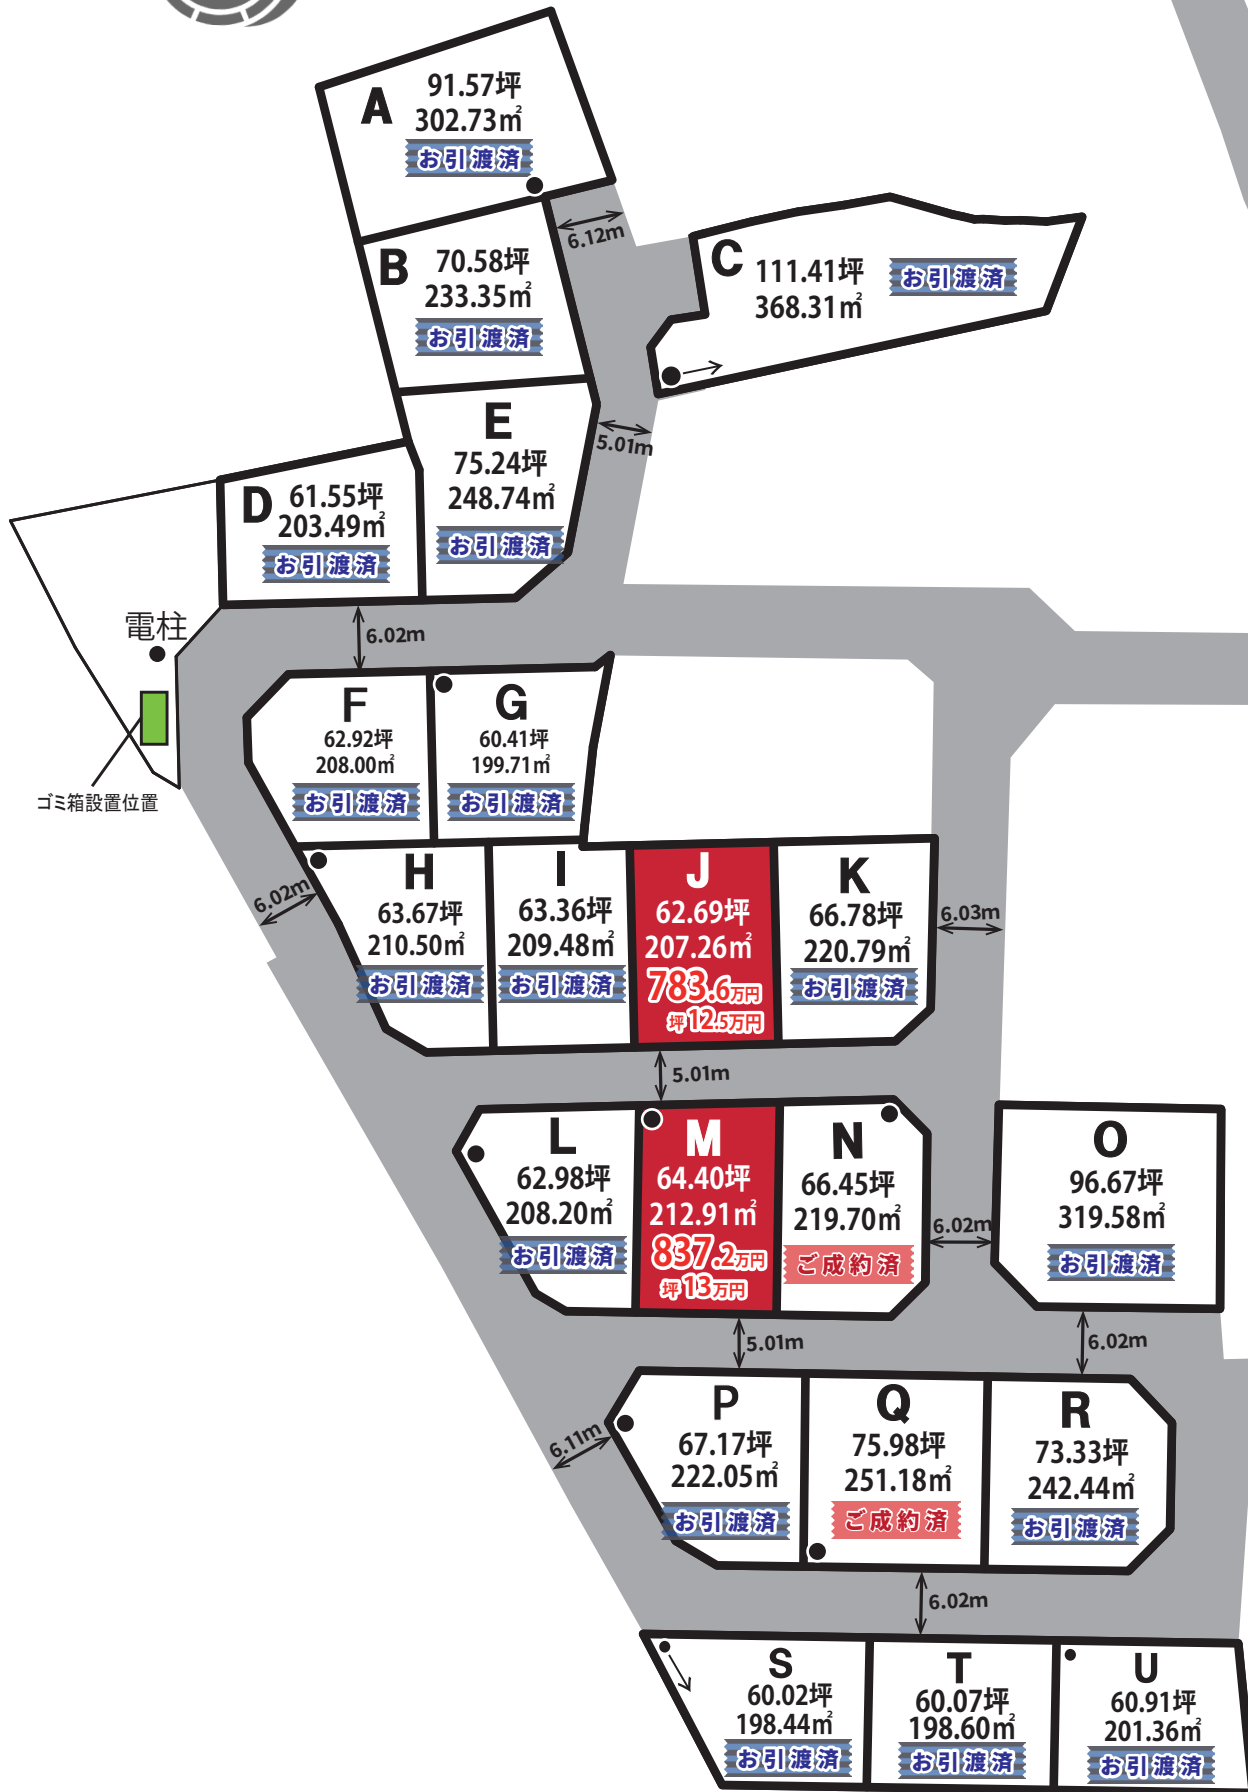 A
91.57坪
302.73㎡
お引渡済
6.12m
B
70.58坪
233.35㎡
お引渡済
C
111.41坪
368.31㎡
お引渡済
E
75.24坪
248.74㎡
お引渡済
5.01m
D
61.55坪
203.49㎡
お引渡済
電柱
6.02m
ゴミ箱設置位置
F
62.92坪
208.00㎡
お引渡済
G
60.41坪
199.71㎡
お引渡済
6.02m
H
63.67坪
210.50㎡
お引渡済
I
63.36坪
209.48㎡
お引渡済
J
62.69坪
207.26㎡
783.6万円
坪12.5万円
K
66.78坪
220.79㎡
お引渡済
6.03m
5.01m
L
62.98坪
208.20㎡
お引渡済
M
64.40坪
212.91㎡
837.2万円
坪13万円
N
66.45坪
219.70㎡
ご成約済
6.02m
O
96.67坪
319.58㎡
お引渡済
5.01m
6.02m
6.11m
P
67.17坪
222.05㎡
お引渡済
Q
75.98坪
251.18㎡
ご成約済
R
73.33坪
242.44㎡
お引渡済
6.02m
S
60.02坪
198.44㎡
お引渡済
T
60.07坪
198.60㎡
お引渡済
U
60.91坪
201.36㎡
お引渡済